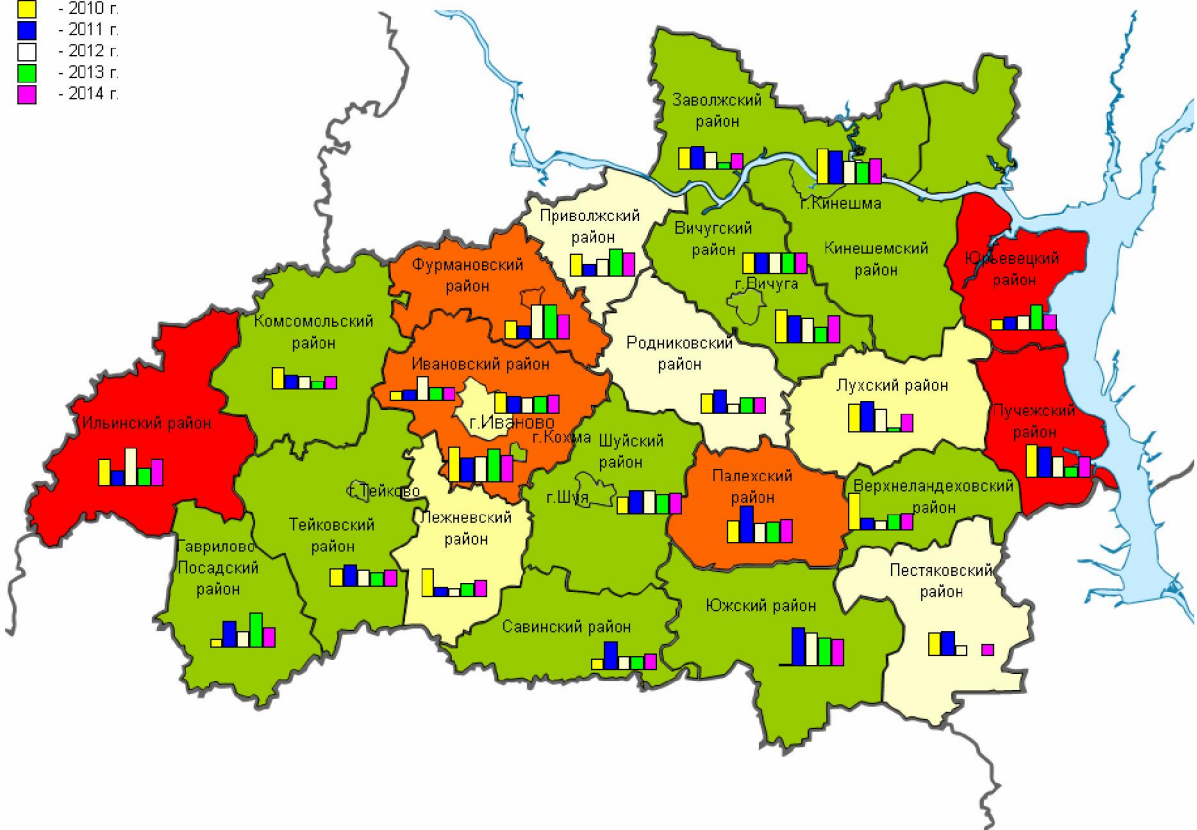 - 2010 г.
- 2011 г.
- 2012 г.
- 2013 г.
- 2014 г.
Заволжский
район
г.Кинешма
Приволжский
район
Вичугский
район
Кинешемский
район
Юрьевецкий
район
Фурмановский
район
г.Вичуга
Комсомольский
район
Родниковский
район
Ивановский район
Лухский район
Ильинский район
г.Иваново
г.Кохма
Шуйский
район
Пучежский
район
Палехский
район
г.Тейково
г.Шуя
Верхнеландеховский
район
Тейковский
район
Лежневский
район
Гаврилово
Посадский
район
Пестяковский
район
Южский район
Савинский район